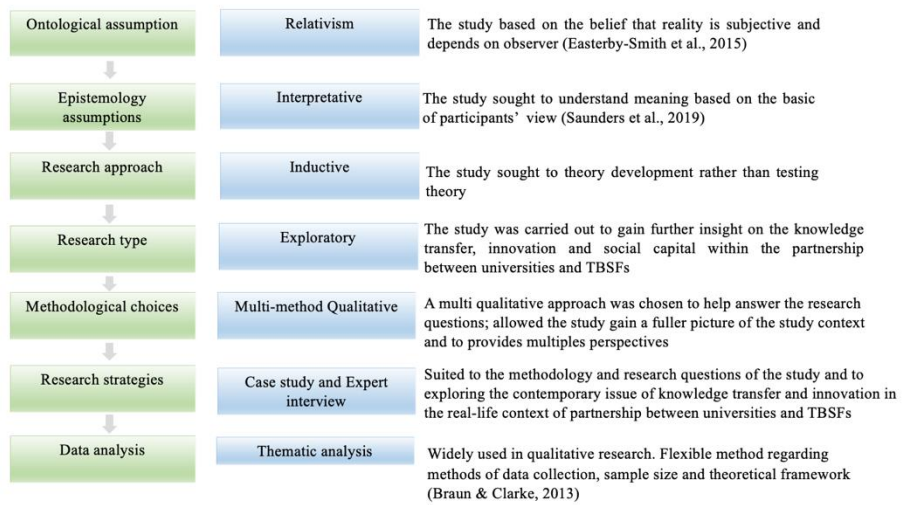 Ontological assumption
Relativism
The study based on the belief that reality is subjective and
depends on observer (Easterby-Smith et al., 2015)
Epistemology
assumptions
Interpretative
The study sought to understand meaning based on the basic
of participants’ view (Saunders et al., 2019)
Research approach
Inductive
The study sought to theory development rather than testing
theory
Research type
Exploratory
The study was carried out to gain further insight on the knowledge
transfer, innovation and social capital within the partnership
between universities and TBSFs
Methodological choices
Multi-method Qualitative
A multi qualitative approach was chosen to help answer the research
questions; allowed the study gain a fuller picture of the study context
and to provides multiples perspectives
Research strategies
Case study and Expert
interview
Suited to the methodology and research questions of the study and to
exploring the contemporary issue of knowledge transfer and innovation in
the real-life context of partnership between universities and TBSFs
Data analysis
Thematic analysis
Widely used in qualitative research. Flexible method regarding
methods of data collection, sample size and theoretical framework
(Braun & Clarke, 2013)